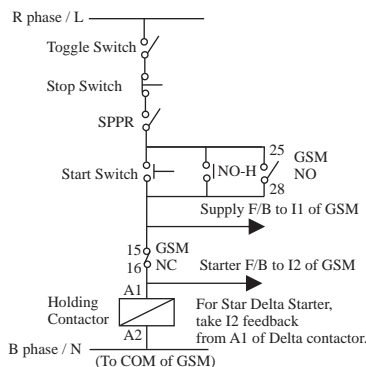 R phase / L
Toggle Switch
Stop Switch
SPPR
25
GSM
NO
Start Switch
NO-H
28
Supply F/B to I1 of GSM
15
GSM
16
NC
Starter F/B to I2 of GSM
A1
Holding
Contactor
For Star Delta Starter,
take I2 feedback
from A1 of Delta contactor.
A2
B phase / N
(To COM of GSM)